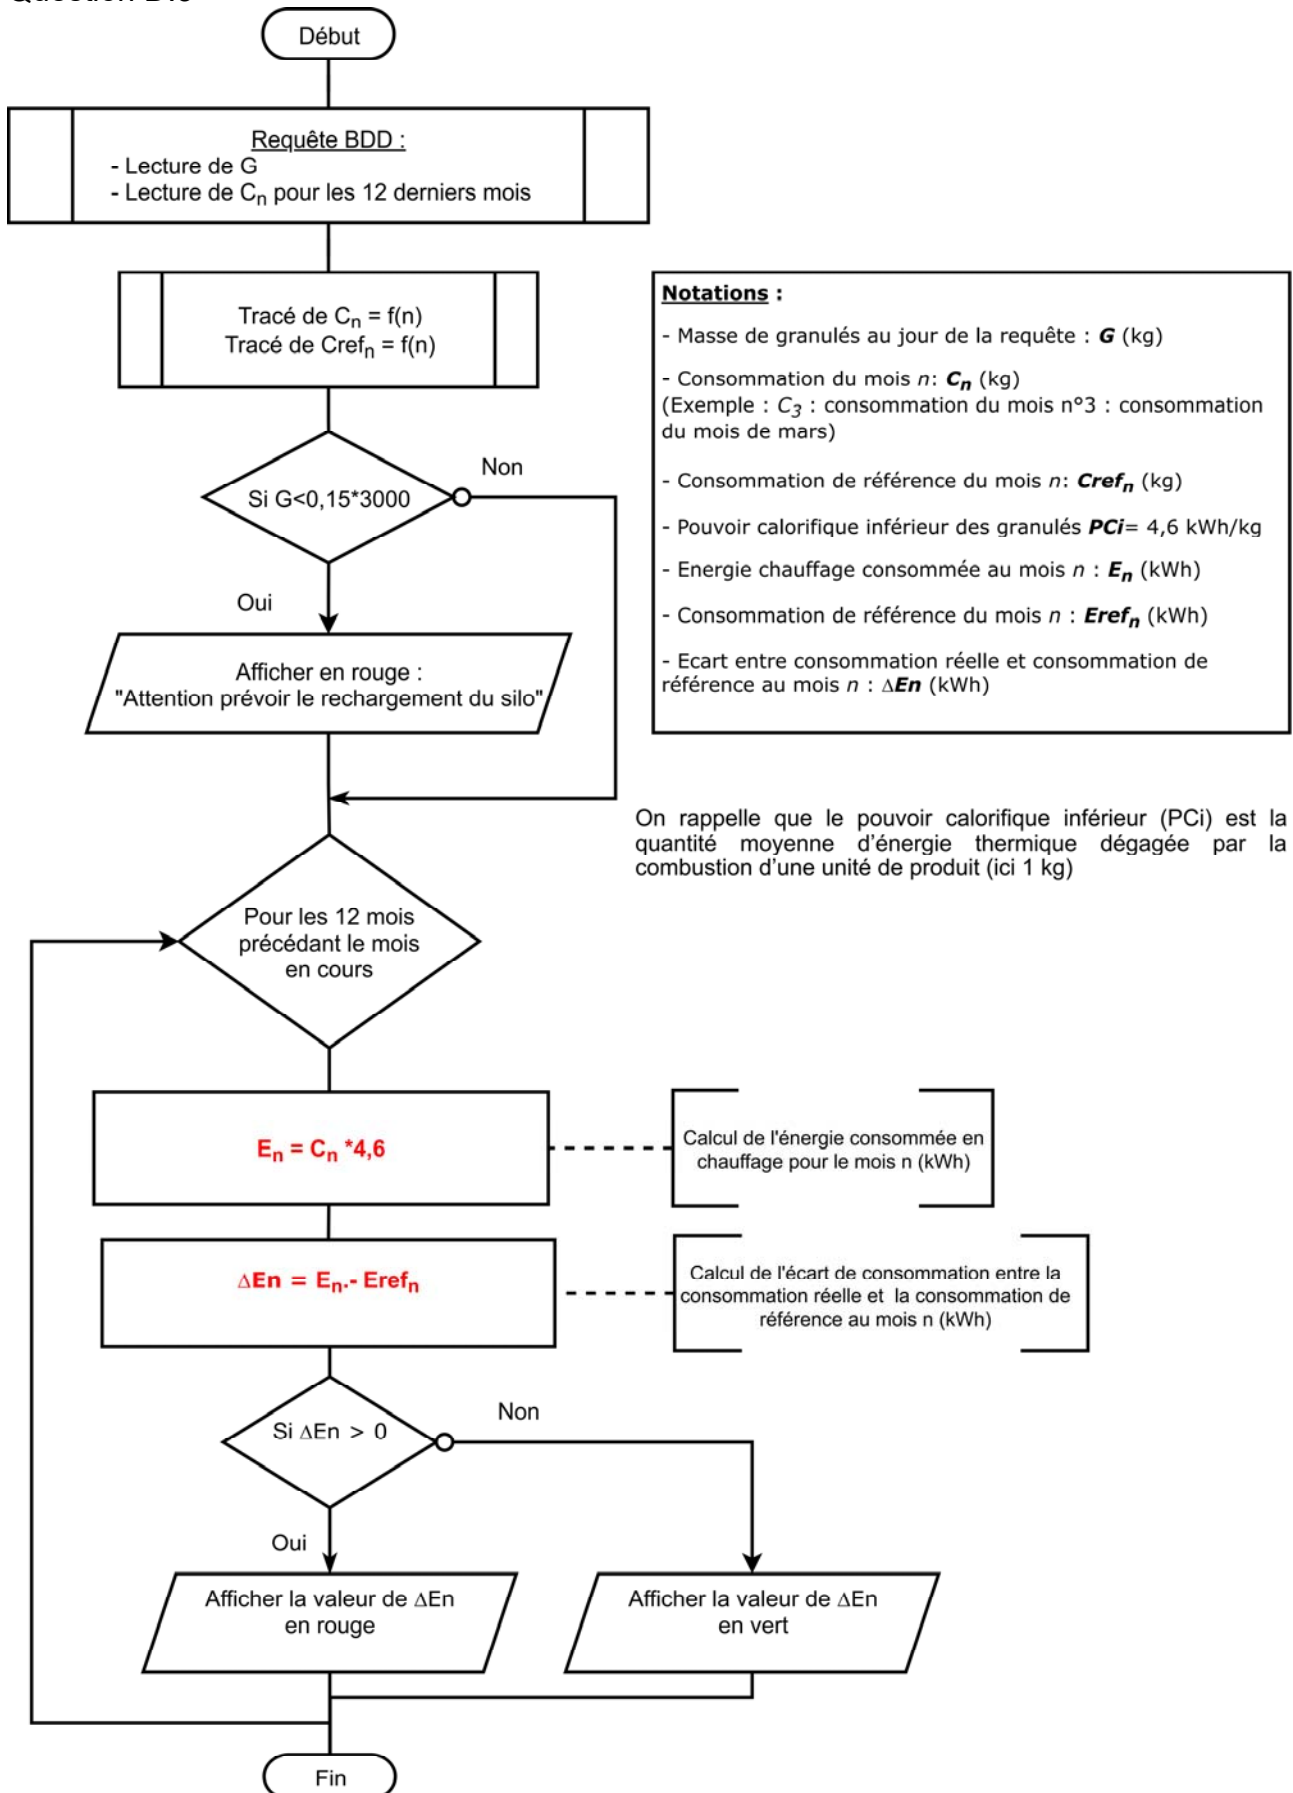 Début
Requête BDD :
- Lecture de G
- Lecture de Cn pour les 12 derniers mois
Tracé de Cn = f(n)
Tracé de Crefn = f(n)
Notations :
- Masse de granulés au jour de la requête : G (kg)
- Consommation du mois n: Cn (kg)
(Exemple : C3 : consommation du mois n°3 : consommation
du mois de mars)
- Consommation de référence du mois n: Crefn (kg)
- Pouvoir calorifique inférieur des granulés PCi= 4,6 kWh/kg
- Energie chauffage consommée au mois n : En (kWh)
- Consommation de référence du mois n : Erefn (kWh)
- Ecart entre consommation réelle et consommation de
référence au mois n : ∆En (kWh)
Si G<0,15*3000
Non
Oui
Afficher en rouge :
"Attention prévoir le rechargement du silo"
On rappelle que le pouvoir calorifique inférieur (PCi) est la
quantité moyenne d’énergie thermique dégagée par la
combustion d’une unité de produit (ici 1 kg)
Pour les 12 mois
précédant le mois
en cours
En = Cn *4,6
Calcul de l'énergie consommée en
chauffage pour le mois n (kWh)
∆En = En.- Erefn
Calcul de l'écart de consommation entre la
consommation réelle et la consommation de
référence au mois n (kWh)
Si ∆En > 0
Non
Oui
Afficher la valeur de ∆En
en rouge
Afficher la valeur de ∆En
en vert
Fin